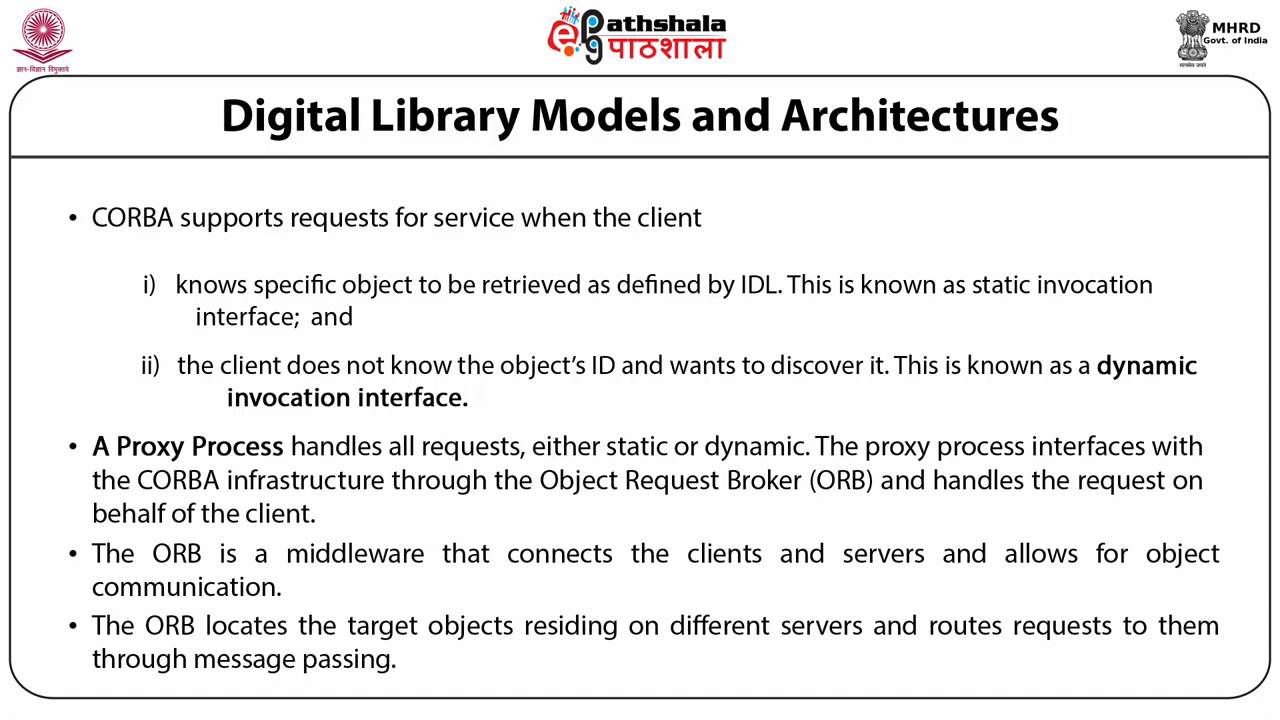 ज्ञान-विज्ञान विमुक्तये
ePG athshala
पाठशाला
सत्यमेव जयते
MHRD
Govt. of India
Digital Library Models and Architectures
• CORBA supports requests for service when the client
i) knows specific object to be retrieved as defined by IDL. This is known as static invocation
interface; and
ii) the client does not know the object’s ID and wants to discover it. This is known as a dynamic
invocation interface.
• A Proxy Process handles all requests, either static or dynamic. The proxy process interfaces with
the CORBA infrastructure through the Object Request Broker (ORB) and handles the request on
behalf of the client.
• The ORB is a middleware that connects the clients and servers and allows for object
communication.
• The ORB locates the target objects residing on different servers and routes requests to them
through message passing.